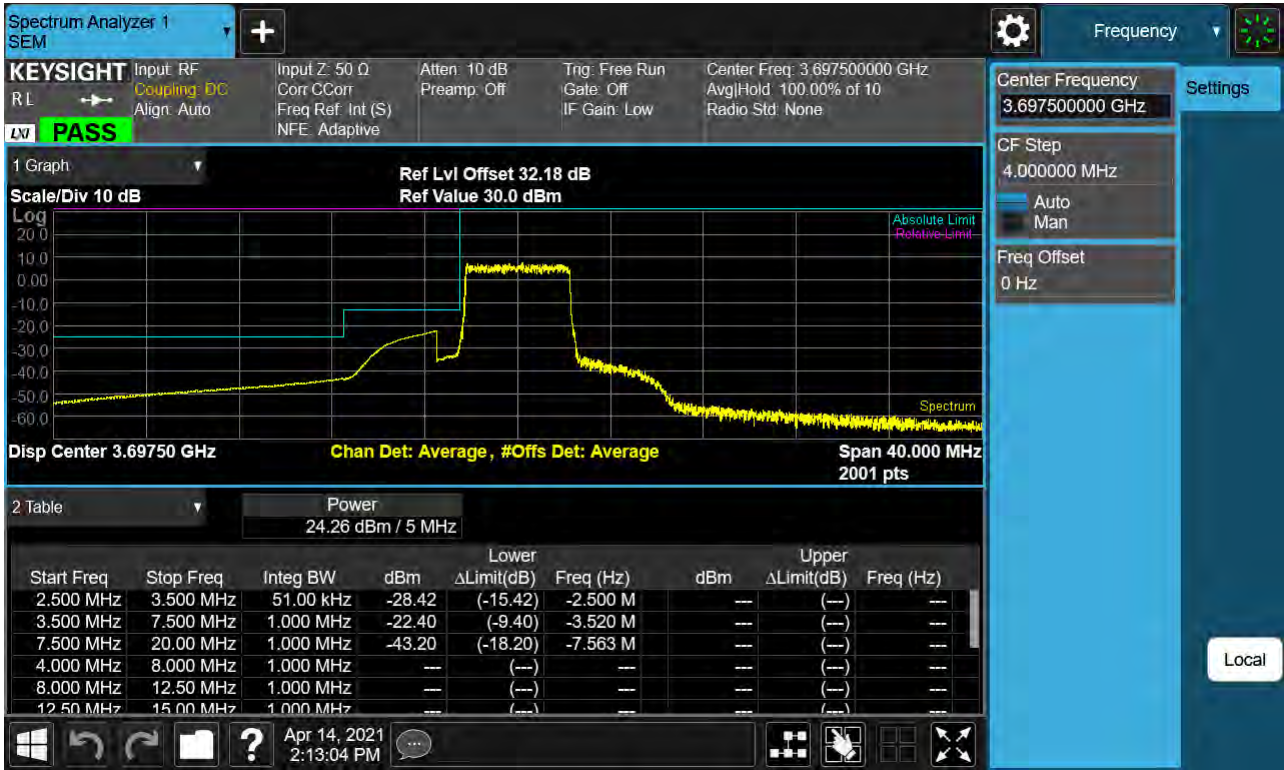 Spectrum Analyzer 1
SEM
Frequency
KEYSIGHT
RL
LXI
PASS
Input: RF
Coupling: DC
Align: Auto
Input Z: 50 Ω
Corr CCorr
Freq Ref: Int (S)
NFE: Adaptive
Atten: 10 dB
Preamp: Off
Trig: Free Run
Gate: Off
IF Gain: Low
Center Freq: 3.697500000 GHz
Avg|Hold: 100.00% of 10
Radio Std: None
Center Frequency
3.697500000 GHz
Settings
CF Step
4.000000 MHz
Auto
Man
Freq Offset
0 Hz
1 Graph
Scale/Div 10 dB
Ref Lvl Offset 32.18 dB
Ref Value 30.0 dBm
Log
20.0
10.0
0.00
-10.0
-20.0
-30.0
-40.0
-50.0
-60.0
Absolute Limit
Relative Limit
Spectrum
Disp Center 3.69750 GHz
Chan Det: Average, #Offs Det: Average
Span 40.000 MHz
2001 pts
2 Table
Power
24.26 dBm / 5 MHz
Lower Upper
Start Freq Stop Freq Integ BW dBm ΔLimit(dB) Freq (Hz) dBm ΔLimit(dB) Freq (Hz)
2.500 MHz 3.500 MHz 51.00 kHz -28.42 (-15.42) -2.500 M --- (---) ---
3.500 MHz 7.500 MHz 1.000 MHz -22.40 (-9.40) -3.520 M --- (---) ---
7.500 MHz 20.00 MHz 1.000 MHz -43.20 (-18.20) -7.563 M --- (---) ---
4.000 MHz 8.000 MHz 1.000 MHz --- (---) --- --- (---) ---
8.000 MHz 12.50 MHz 1.000 MHz --- (---) --- --- (---) ---
12.50 MHz 15.00 MHz 1.000 MHz --- (---) --- --- (---) ---
Local
?
Apr 14, 2021
2:13:04 PM